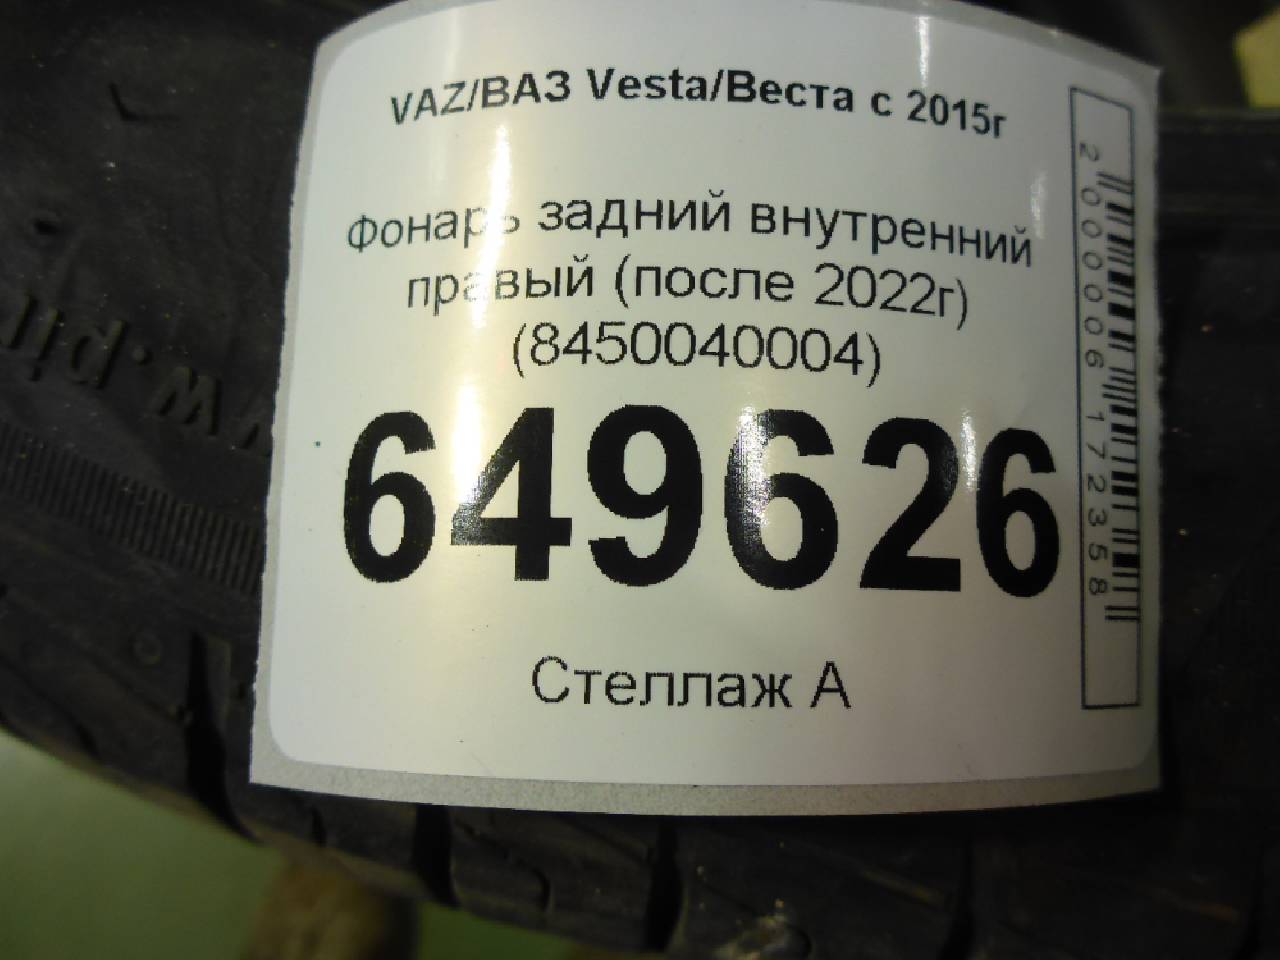 VAZ/ВАЗ Vesta/Веста с 2015г
Фонарь задний внутренний
правый (после 2022г)
(8450040004)
649626
Стеллаж А
2000006172358